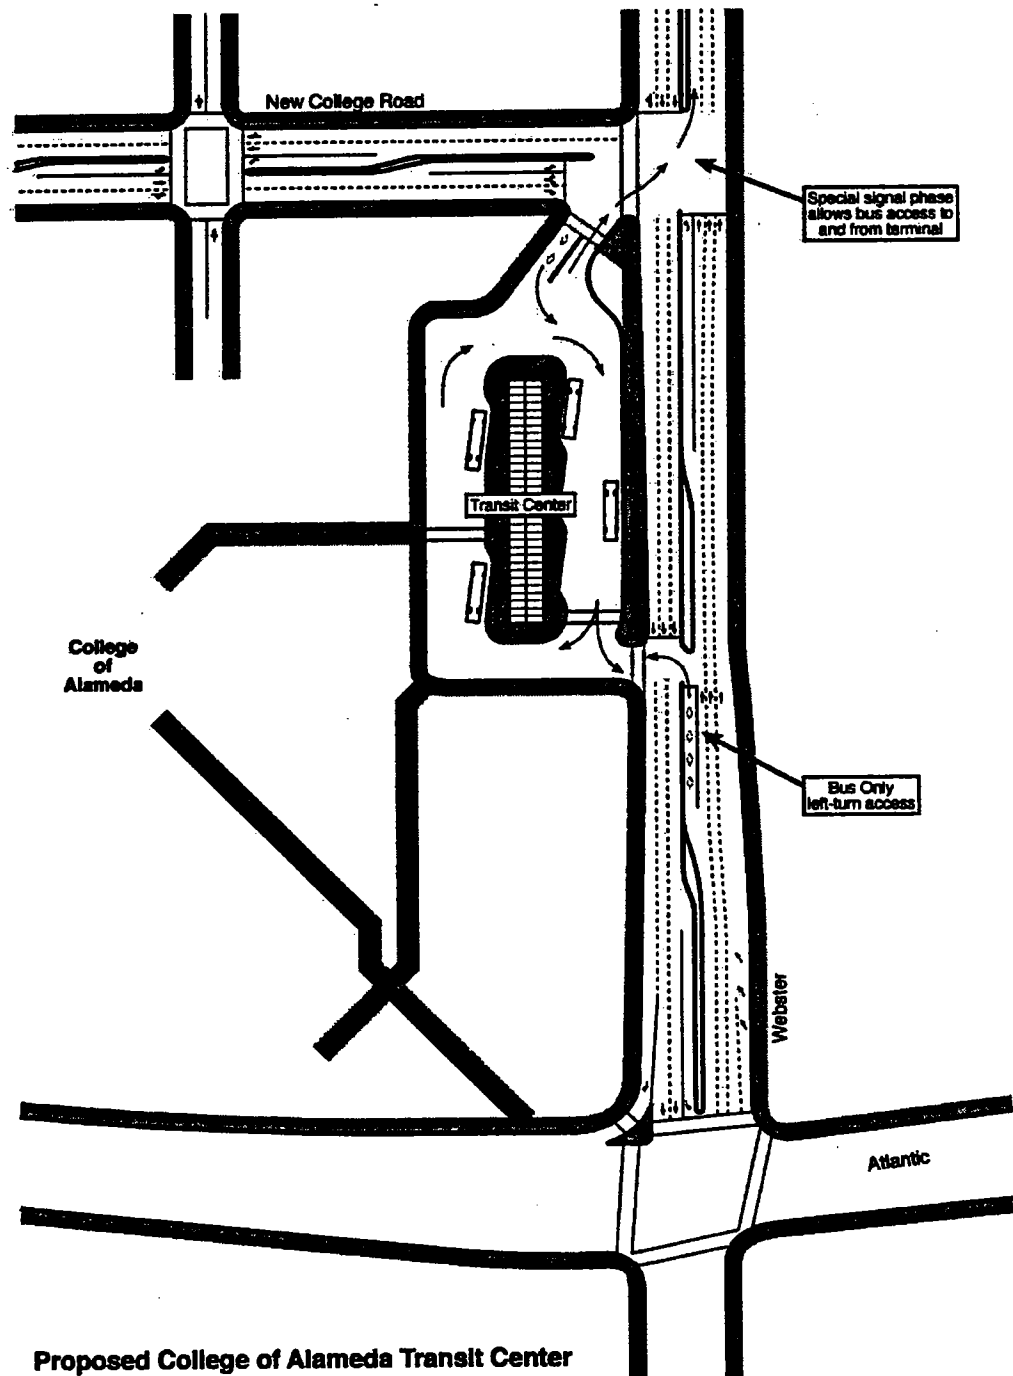 New College Road
Special signal phase
allows bus access to
and from terminal
Transit Center
College
of
Alameda
Bus Only
left-turn access
Webster
Atlantic
Proposed College of Alameda Transit Center